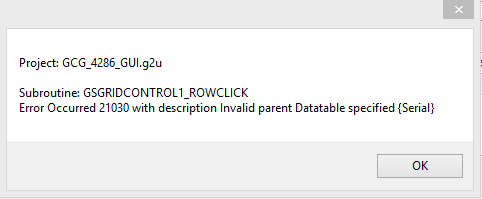 Project: GCG_4286_GUI.g2u
Subroutine: GSGRIDCONTROL1_ROWCLICK
Error Occurred 21030 with description Invalid parent Datatable specified {Serial}
OK